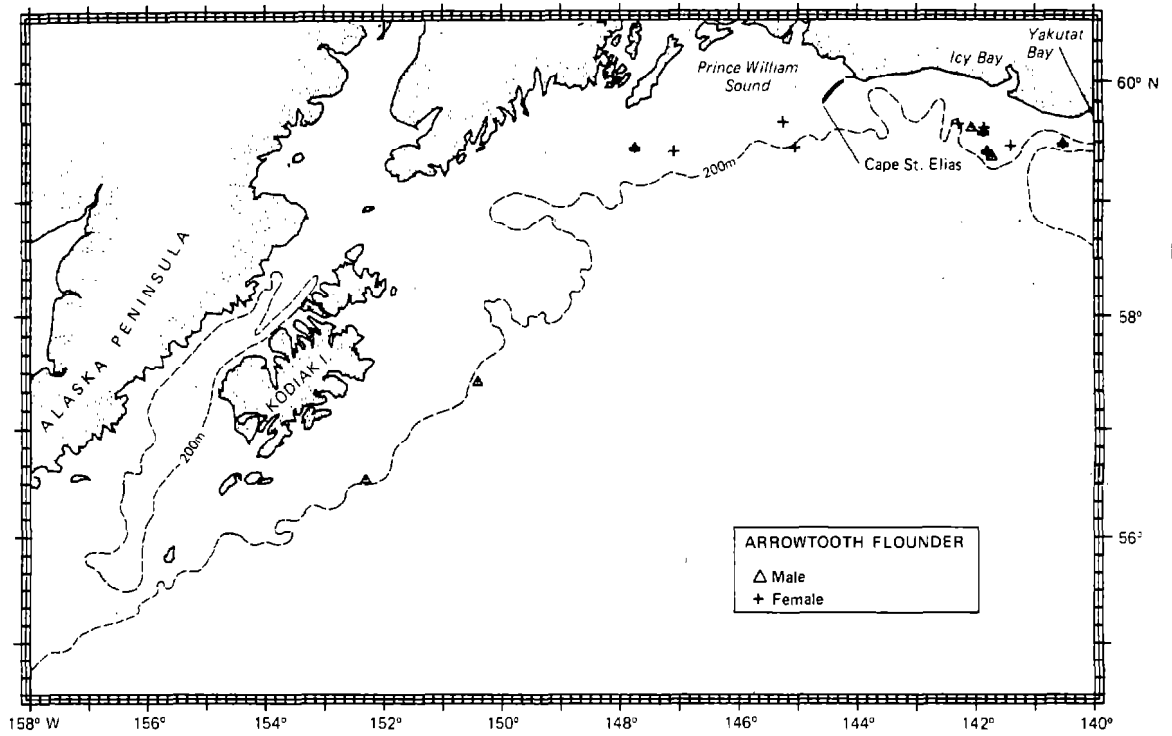 Yakutat
Bay
Icy Bay
Prince William
Sound
60° N
Cape St. Elias
200m
58°
ALASKA PENINSULA
KODIAK I.
200m
56°
ARROWTOOTH FLOUNDER
Male
Female
158° W
156°
154°
152°
150°
148°
146°
144°
142°
140°